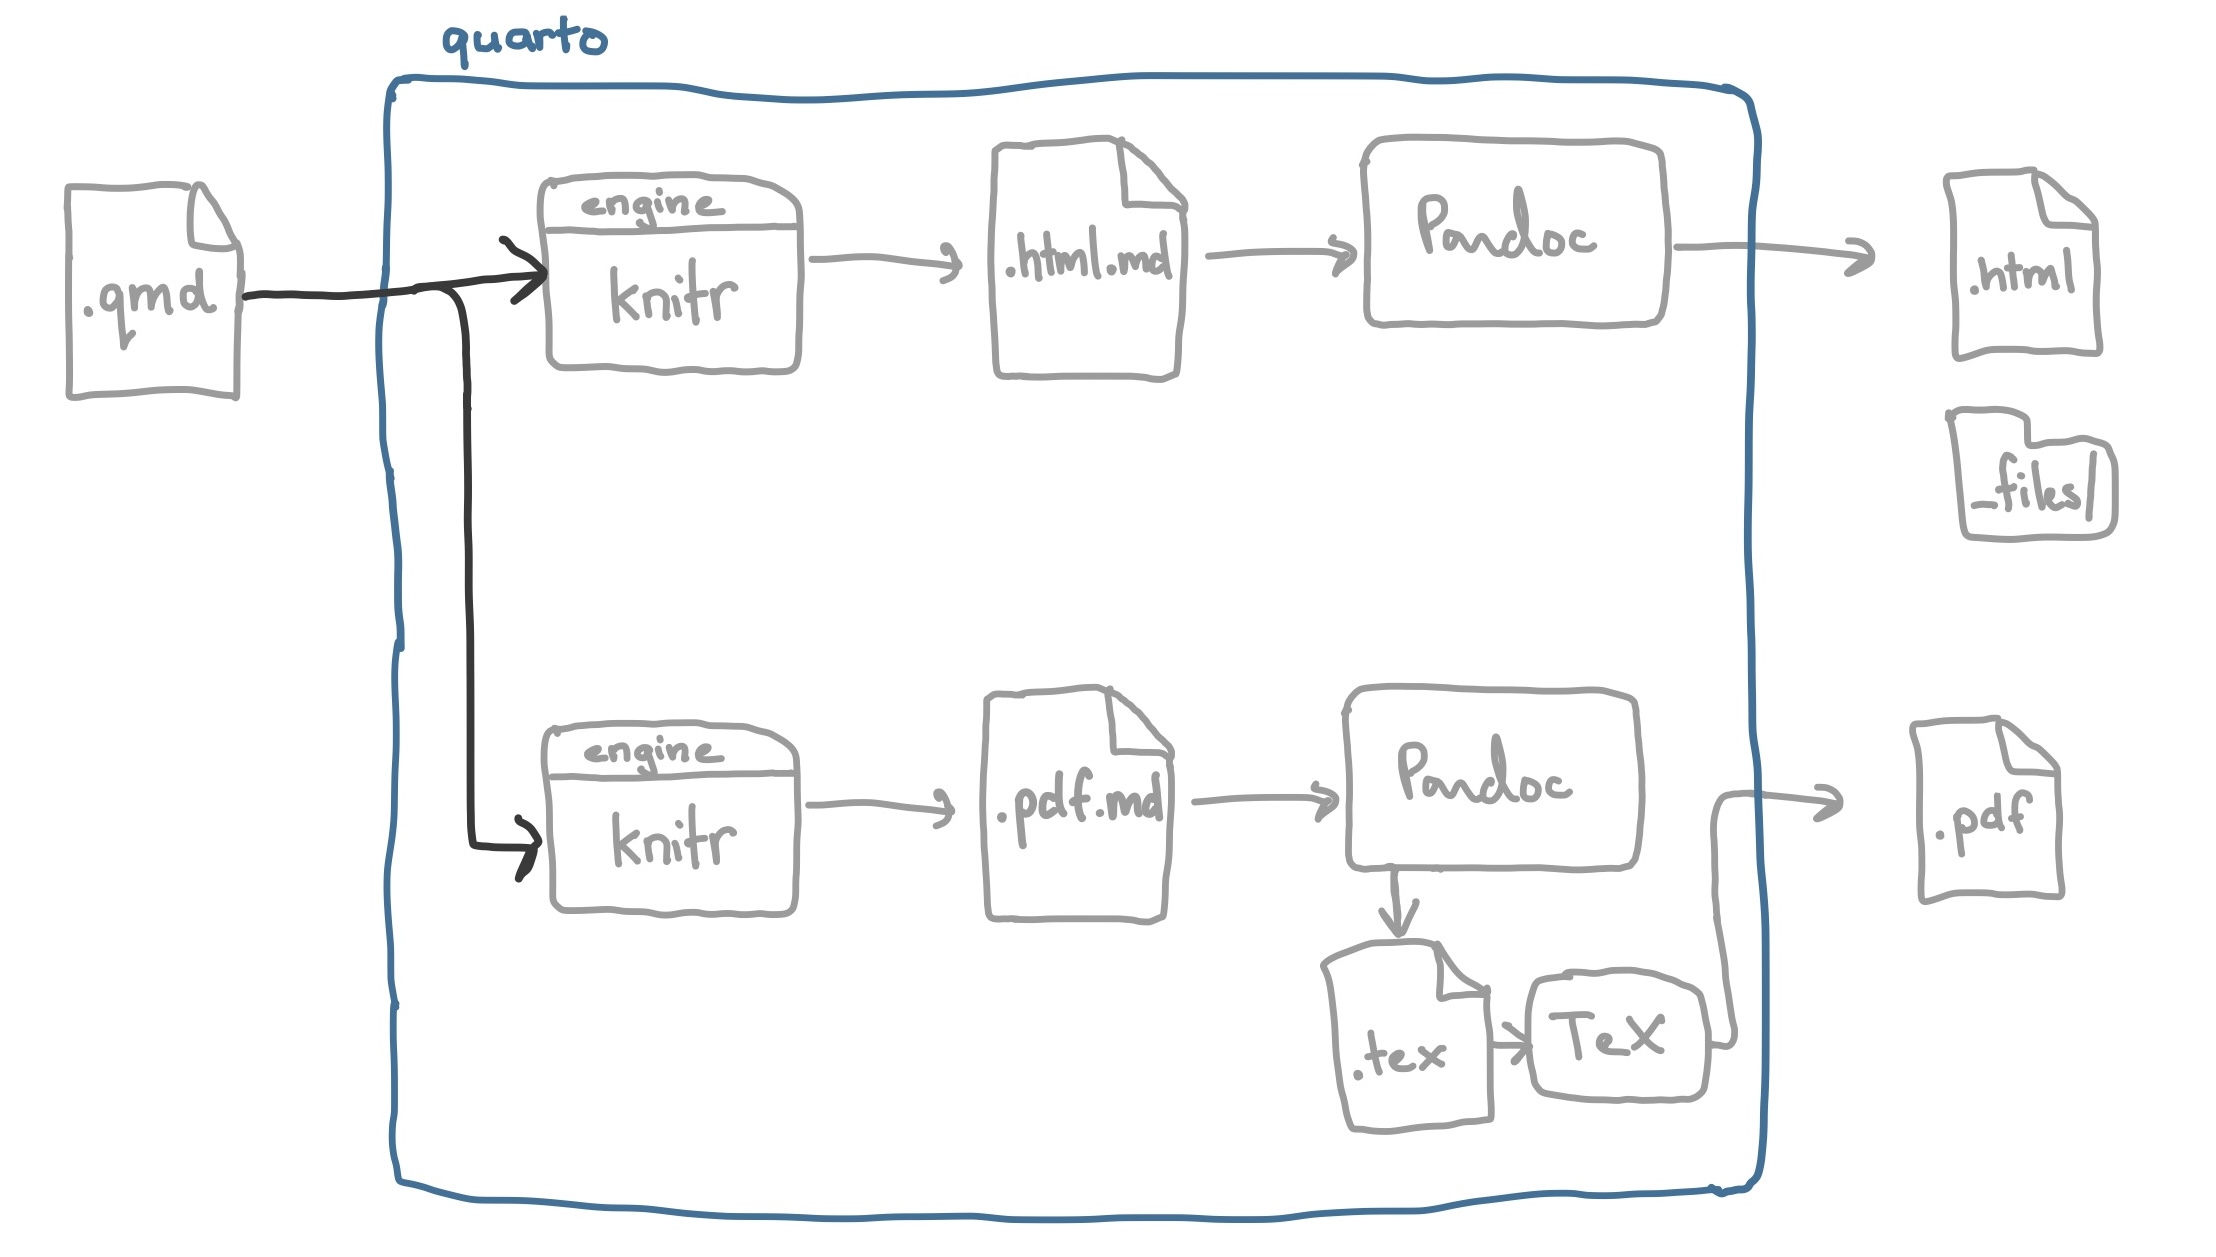 quarto
.qmd
engine
knitr
.html.md
Pandoc
.html
_files/
engine
knitr
.pdf.md
Pandoc
.pdf
.tex
TeX